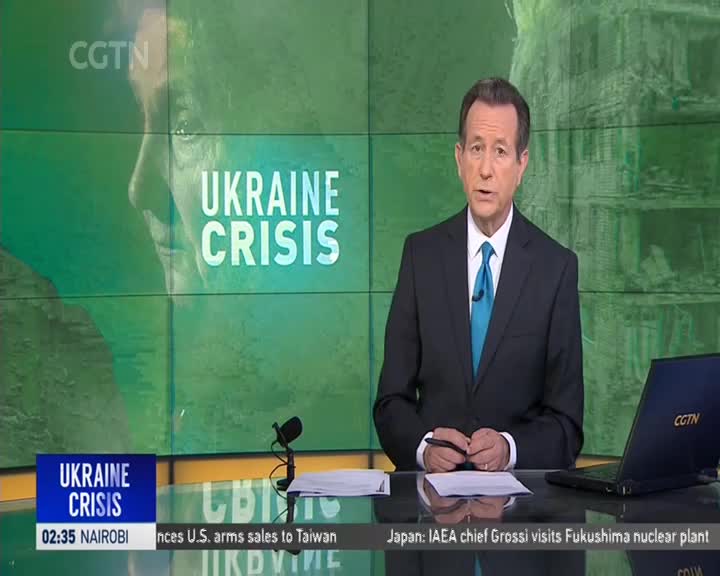 CGTN
UKRAINE
CRISIS
CGTN
UKRAINE
CRISIS
02:35 NAIROBI
nces U.S. arms sales to Taiwan Japan: IAEA chief Grossi visits Fukushima nuclear plant